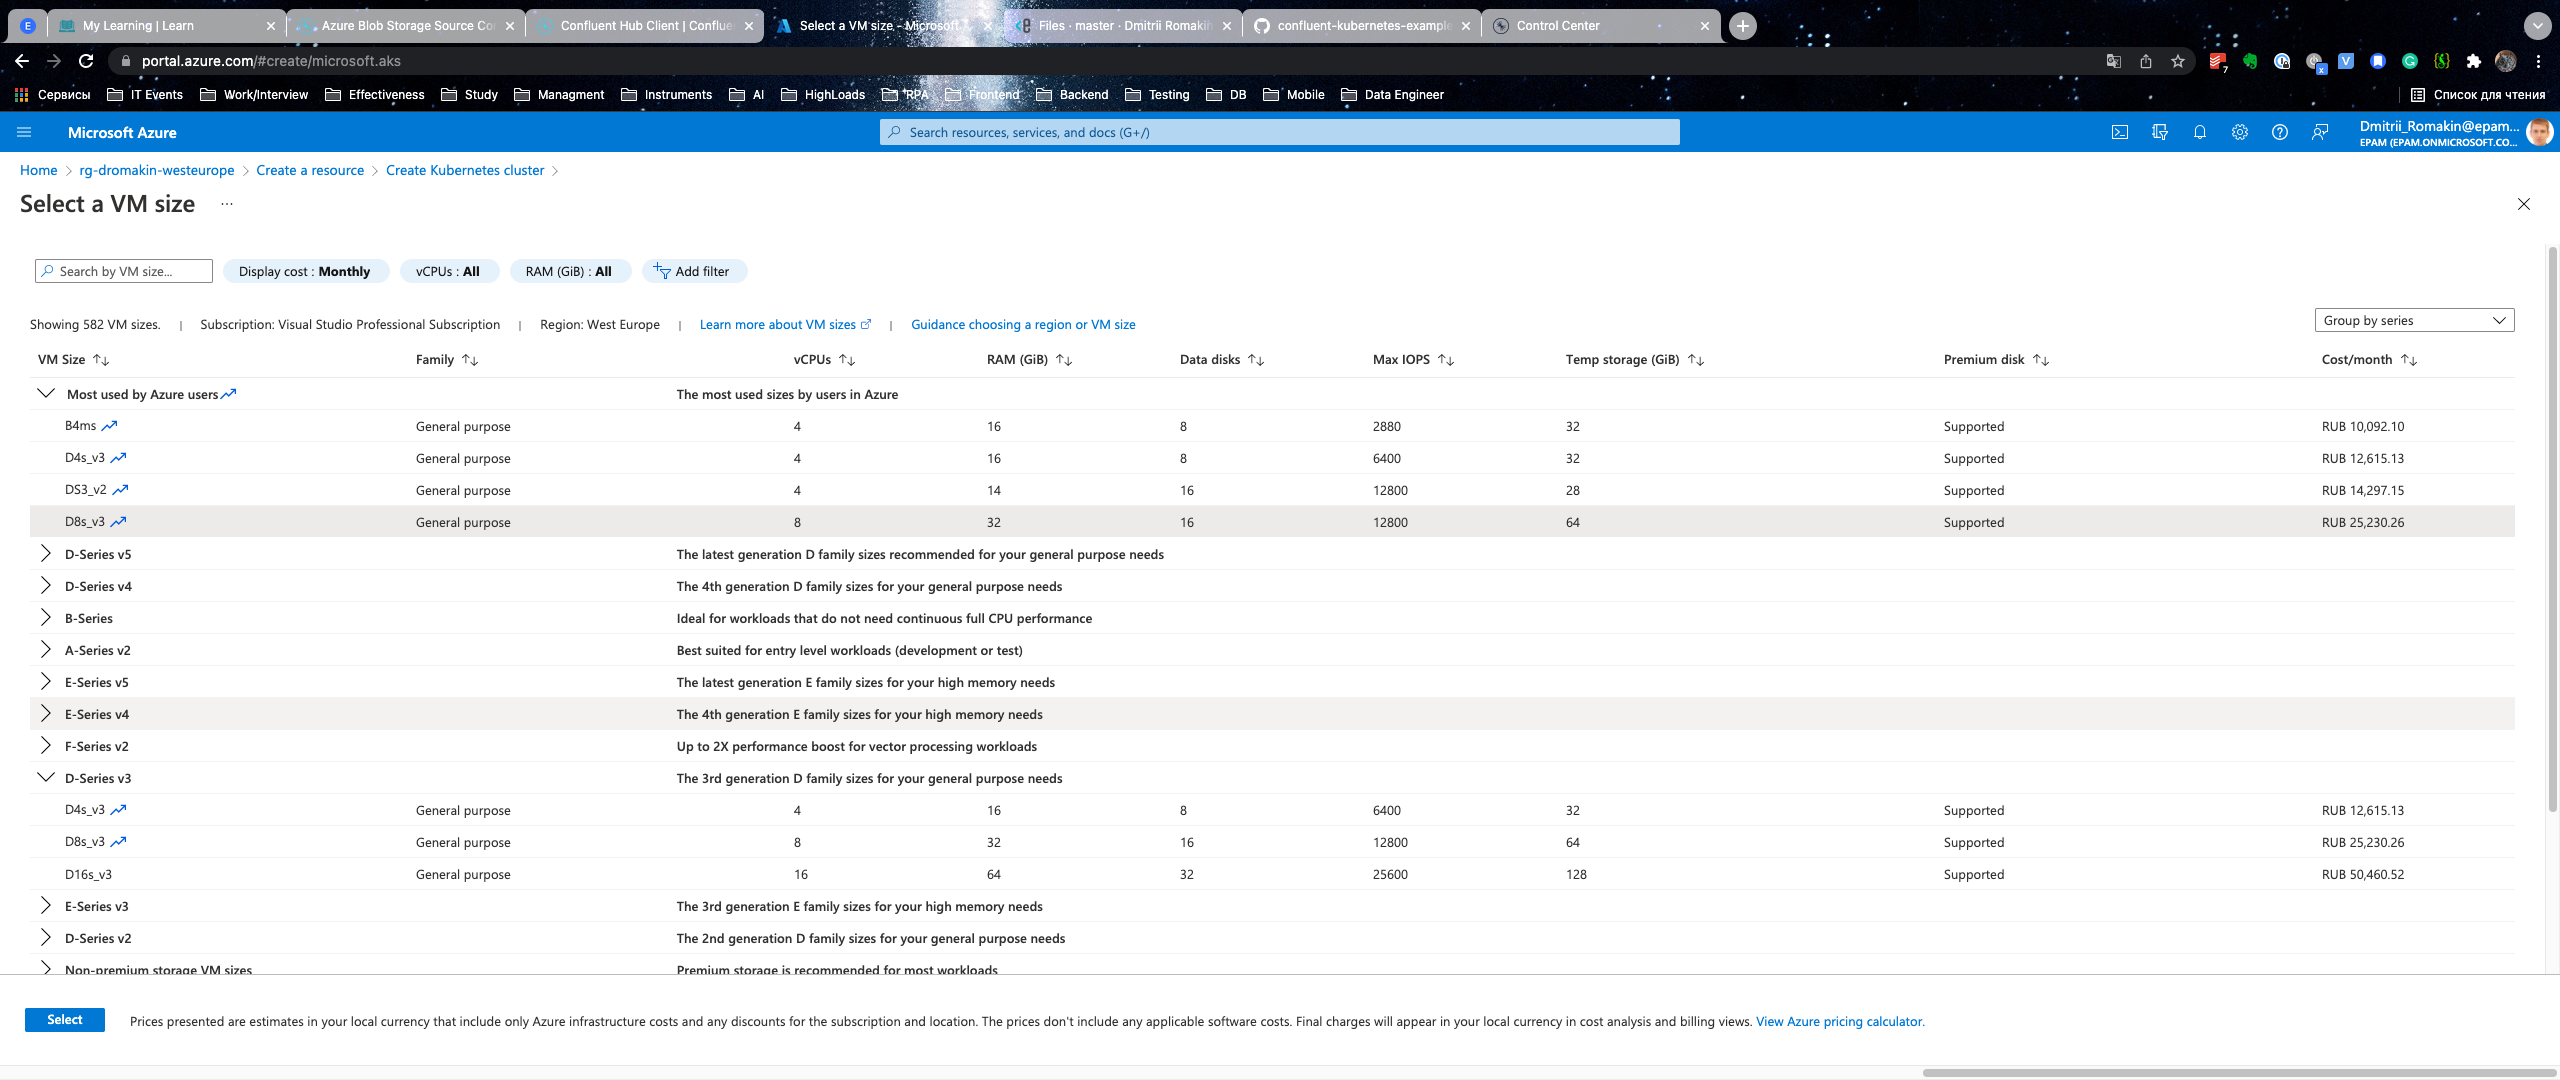 E My Learning | Learn Azure Blob Storage Source Co Confluent Hub Client | Conflue Select a VM size - Microsoft A Files · master · Dmitrii Romakin confluent-kubernetes-example Control Center
portal.azure.com/#create/microsoft.aks 7
Сервисы IT Events Work/Interview Effectiveness Study Managment Instruments AI HighLoads RPA Frontend Backend Testing DB Mobile Data Engineer Список для чтения
Microsoft Azure Search resources, services, and docs (G+/) Dmitrii_Romakin@epam...
EPAM (EPAM.ONMICROSOFT.CO...
Home > rg-dromakin-westeurope > Create a resource > Create Kubernetes cluster >
Select a VM size ...
Search by VM size... Display cost : Monthly vCPUs : All RAM (GiB) : All Add filter
Showing 582 VM sizes. | Subscription: Visual Studio Professional Subscription | Region: West Europe | Learn more about VM sizes | Guidance choosing a region or VM size Group by series
VM Size Family vCPUs RAM (GiB) Data disks Max IOPS Temp storage (GiB) Premium disk Cost/month
Most used by Azure users The most used sizes by users in Azure
B4ms General purpose 4 16 8 2880 32 Supported RUB 10,092.10
D4s_v3 General purpose 4 16 8 6400 32 Supported RUB 12,615.13
DS3_v2 General purpose 4 14 16 12800 28 Supported RUB 14,297.15
D8s_v3 General purpose 8 32 16 12800 64 Supported RUB 25,230.26
D-Series v5 The latest generation D family sizes recommended for your general purpose needs
D-Series v4 The 4th generation D family sizes for your general purpose needs
B-Series Ideal for workloads that do not need continuous full CPU performance
A-Series v2 Best suited for entry level workloads (development or test)
E-Series v5 The latest generation E family sizes for your high memory needs
E-Series v4 The 4th generation E family sizes for your high memory needs
F-Series v2 Up to 2X performance boost for vector processing workloads
D-Series v3 The 3rd generation D family sizes for your general purpose needs
D4s_v3 General purpose 4 16 8 6400 32 Supported RUB 12,615.13
D8s_v3 General purpose 8 32 16 12800 64 Supported RUB 25,230.26
D16s_v3 General purpose 16 64 32 25600 128 Supported RUB 50,460.52
E-Series v3 The 3rd generation E family sizes for your high memory needs
D-Series v2 The 2nd generation D family sizes for your general purpose needs
Non-premium storage VM sizes Premium storage is recommended for most workloads
Select Prices presented are estimates in your local currency that include only Azure infrastructure costs and any discounts for the subscription and location. The prices don't include any applicable software costs. Final charges will appear in your local currency in cost analysis and billing views. View Azure pricing calculator.